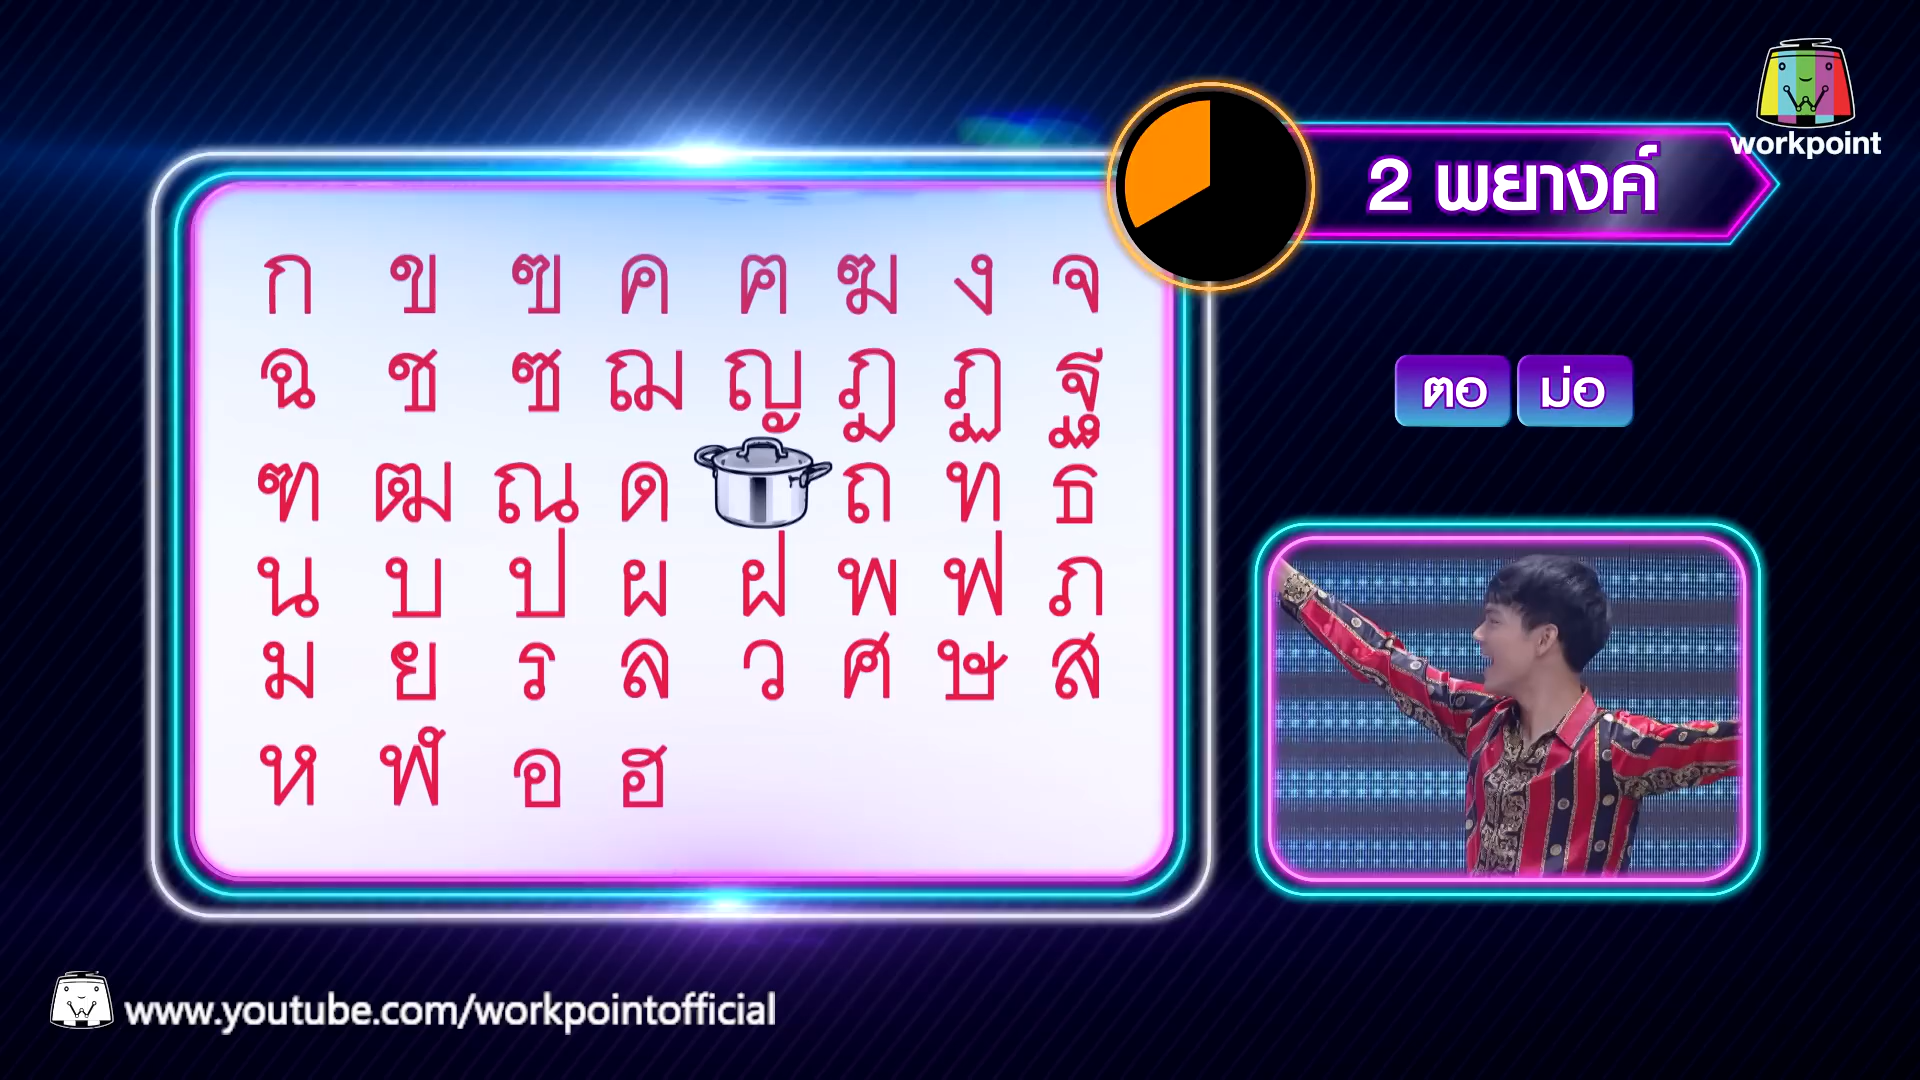 workpoint
2 พยางค์
ก ข ฃ ค ฅ ฆ ง จ
ฉ ช ซ ฌ ญ ฎ ฏ ฐ
ฑ ฒ ณ ด ถ ท ธ
น บ ป ผ ฝ พ ฟ ภ
ม ย ร ล ว ศ ษ ส
ห ฬ อ ฮ
ตอ ม่อ
www.youtube.com/workpointofficial